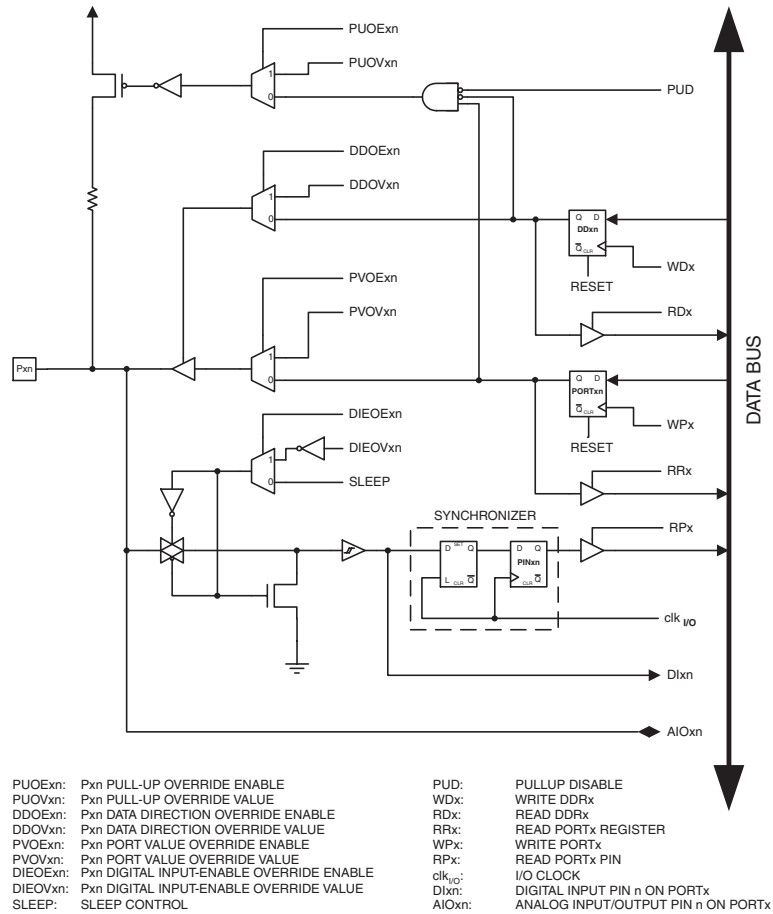 PUOExn
PUOVxn
1
0
PUD
DDOExn
DDOVxn
1
0
Q D
DDxn
Q CLR
WDx
RESET
RDx
PVOExn
PVOVxn
1
0
Pxn
Q D
PORTxn
Q CLR
WPx
RESET
RRx
DATA BUS
DIEOExn
DIEOVxn
1
0
SLEEP
SYNCHRONIZER
D SET Q
L CLR Q
D Q
PINxn
CLR Q
RPx
clk I/O
DIxn
AIOxn
PUOExn: Pxn PULL-UP OVERRIDE ENABLE
PUOVxn: Pxn PULL-UP OVERRIDE VALUE
DDOExn: Pxn DATA DIRECTION OVERRIDE ENABLE
DDOVxn: Pxn DATA DIRECTION OVERRIDE VALUE
PVOExn: Pxn PORT VALUE OVERRIDE ENABLE
PVOVxn: Pxn PORT VALUE OVERRIDE VALUE
DIEOExn: Pxn DIGITAL INPUT-ENABLE OVERRIDE ENABLE
DIEOVxn: Pxn DIGITAL INPUT-ENABLE OVERRIDE VALUE
SLEEP: SLEEP CONTROL
PUD: PULLUP DISABLE
WDx: WRITE DDRx
RDx: READ DDRx
RRx: READ PORTx REGISTER
WPx: WRITE PORTx
RPx: READ PORTx PIN
clk I/O: I/O CLOCK
DIxn: DIGITAL INPUT PIN n ON PORTx
AIOxn: ANALOG INPUT/OUTPUT PIN n ON PORTx